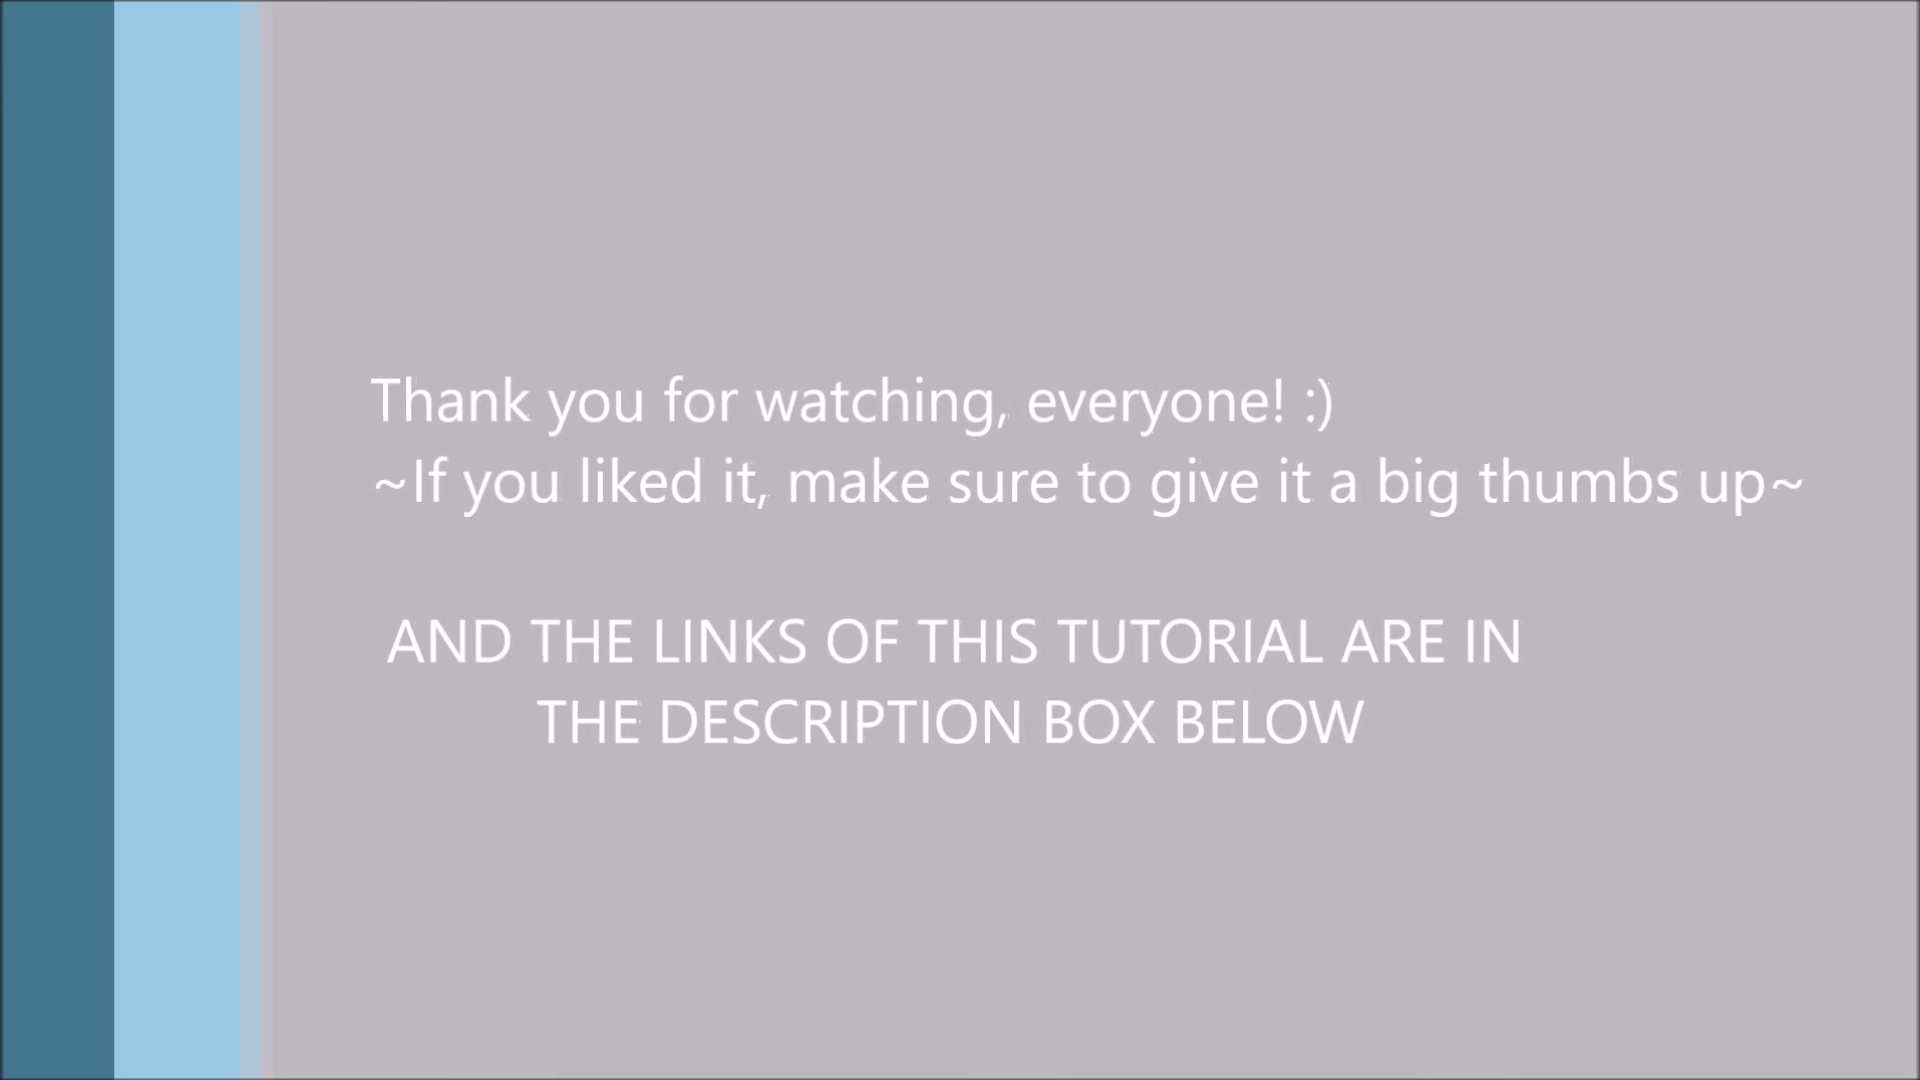 Thank you for watching, everyone! :)
~If you liked it, make sure to give it a big thumbs up~
AND THE LINKS OF THIS TUTORIAL ARE IN
THE DESCRIPTION BOX BELOW